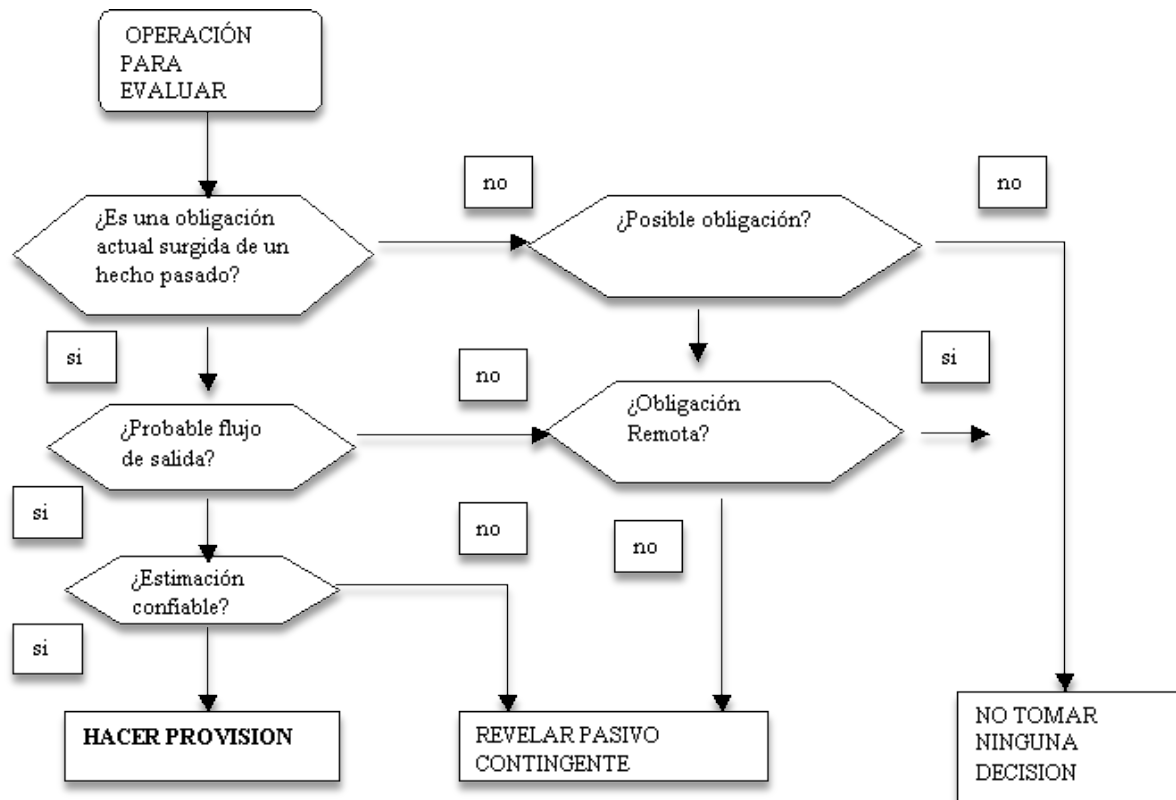 OPERACIÓN
PARA
EVALUAR
no
no
¿Es una obligación
actual surgida de un
hecho pasado?
¿Posible obligación?
si
no
si
¿Probable flujo
de salida?
¿Obligación
Remota?
si
no
no
¿Estimación
confiable?
si
HACER PROVISION
REVELAR PASIVO
CONTINGENTE
NO TOMAR
NINGUNA
DECISION